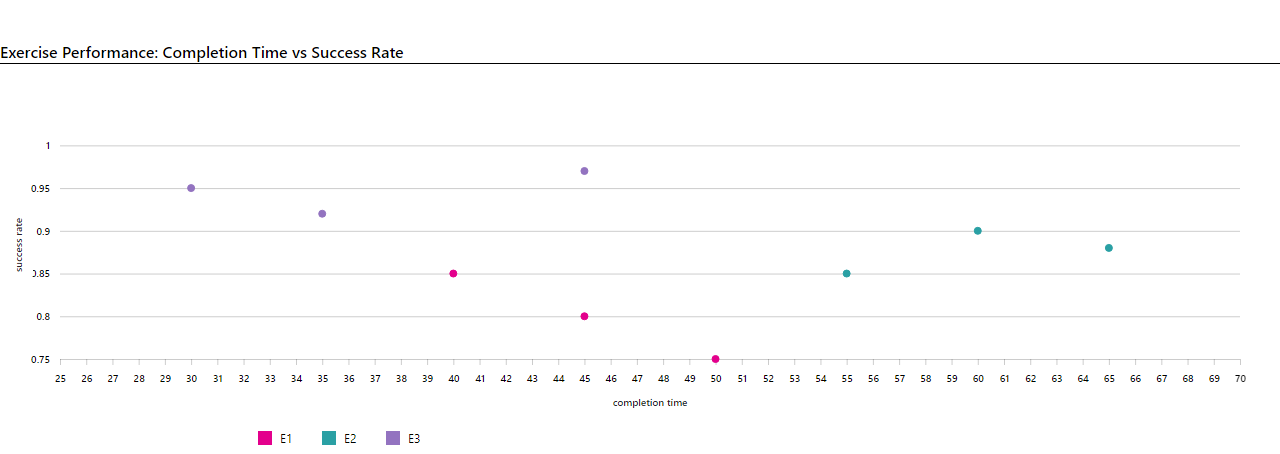 Exercise Performance: Completion Time vs Success Rate
1
0.95
0.9
0.85
0.8
0.75
success rate
25 26 27 28 29 30 31 32 33 34 35 36 37 38 39 40 41 42 43 44 45 46 47 48 49 50 51 52 53 54 55 56 57 58 59 60 61 62 63 64 65 66 67 68 69 70
completion time
E1 E2 E3